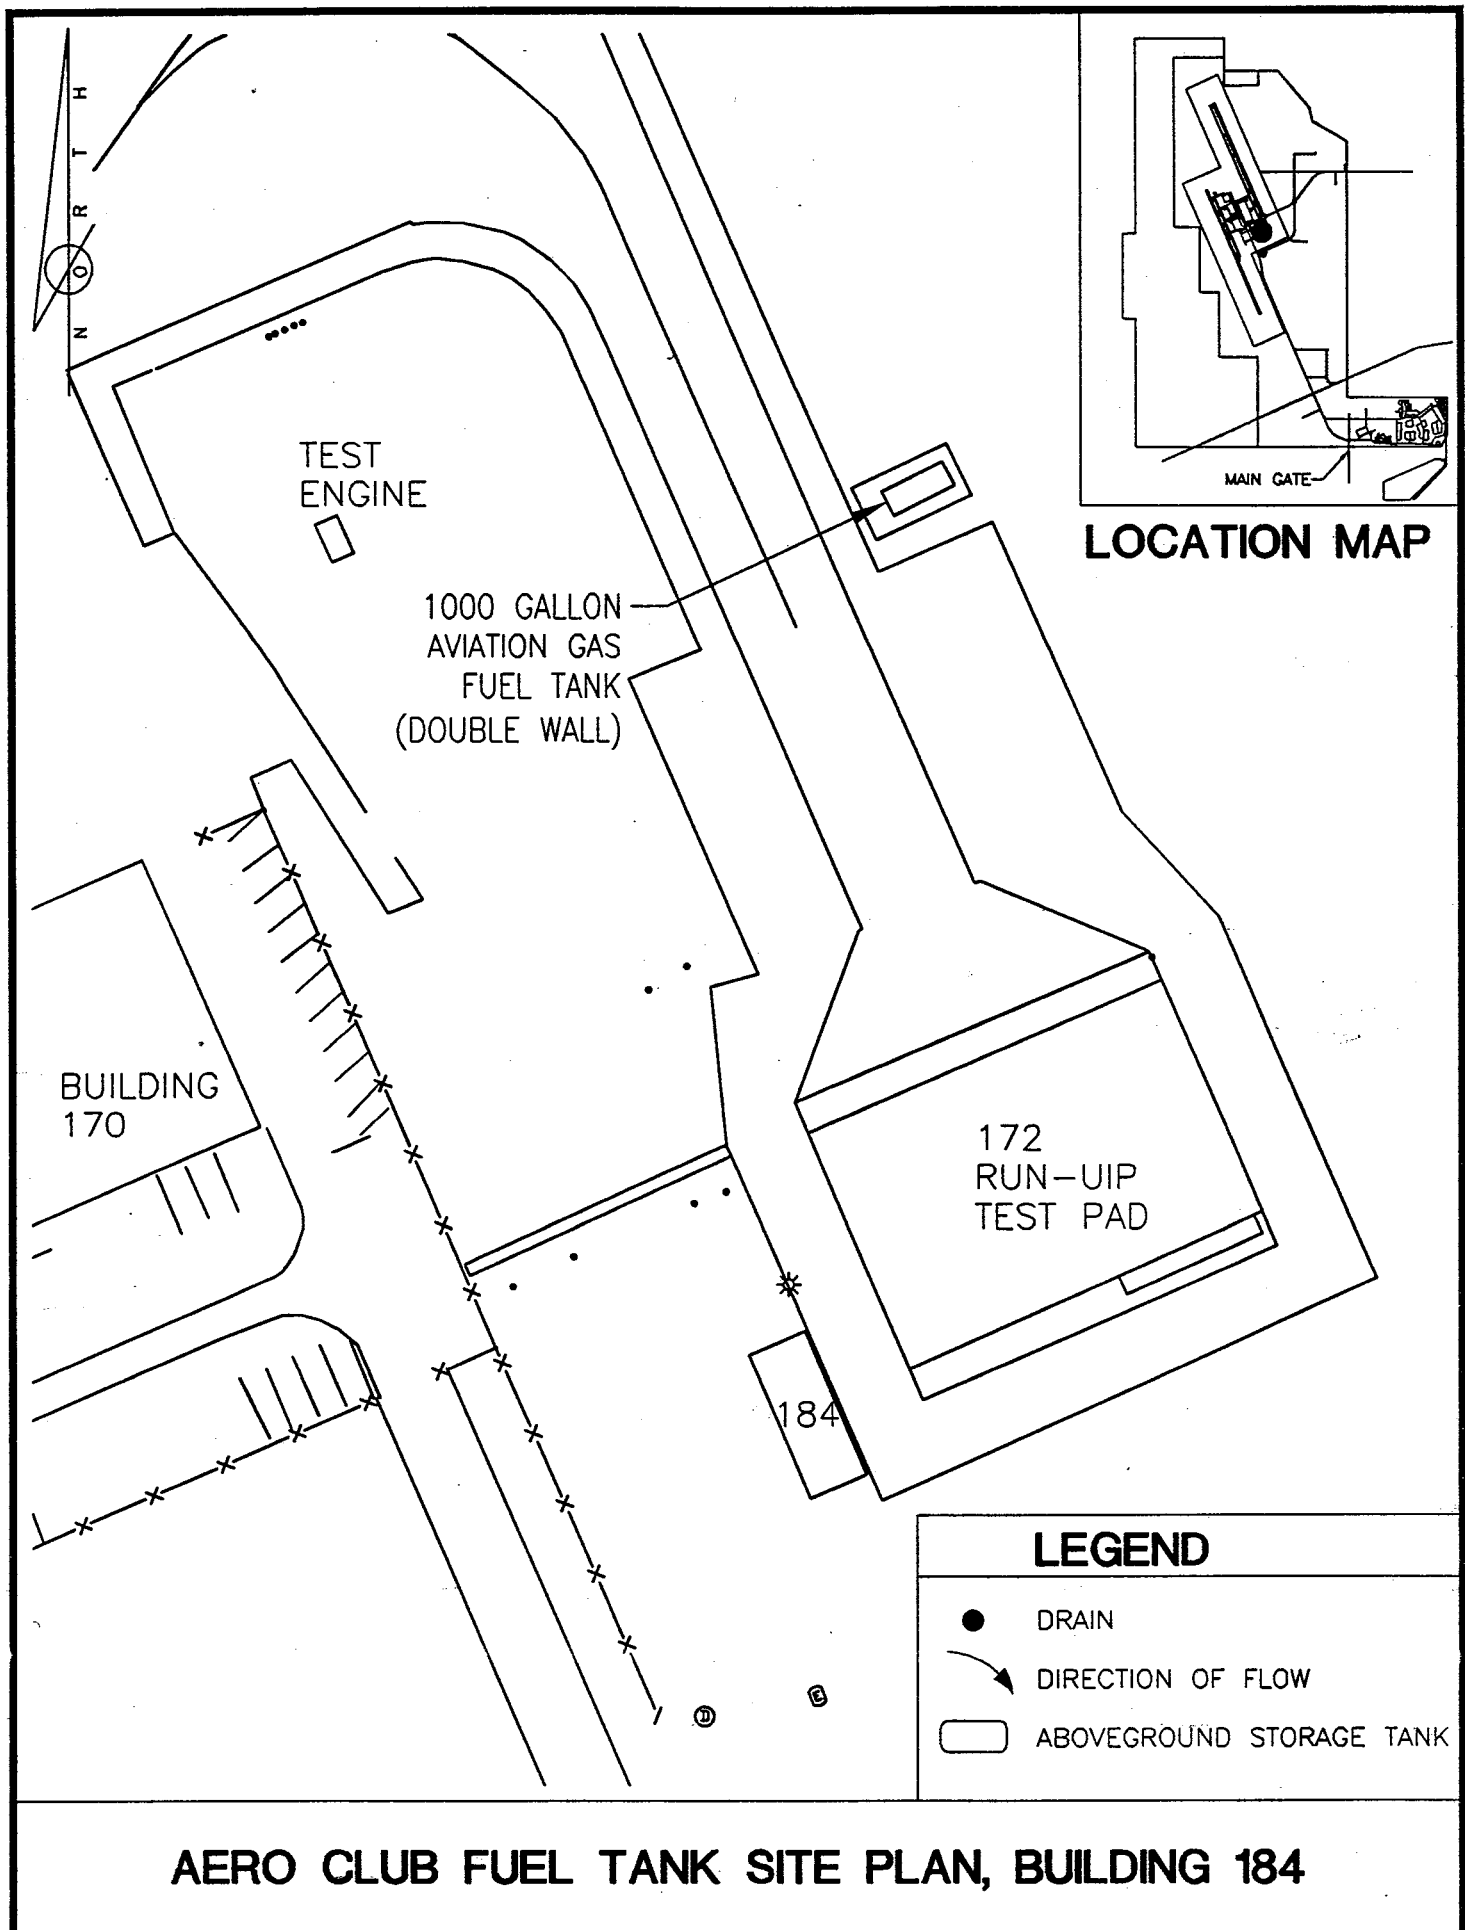 NORTH
MAIN GATE
LOCATION MAP
TEST
ENGINE
1000 GALLON
AVIATION GAS
FUEL TANK
(DOUBLE WALL)
BUILDING
170
172
RUN-UIP
TEST PAD
184
D
E
LEGEND
DRAIN
DIRECTION OF FLOW
ABOVEGROUND STORAGE TANK
AERO CLUB FUEL TANK SITE PLAN, BUILDING 184